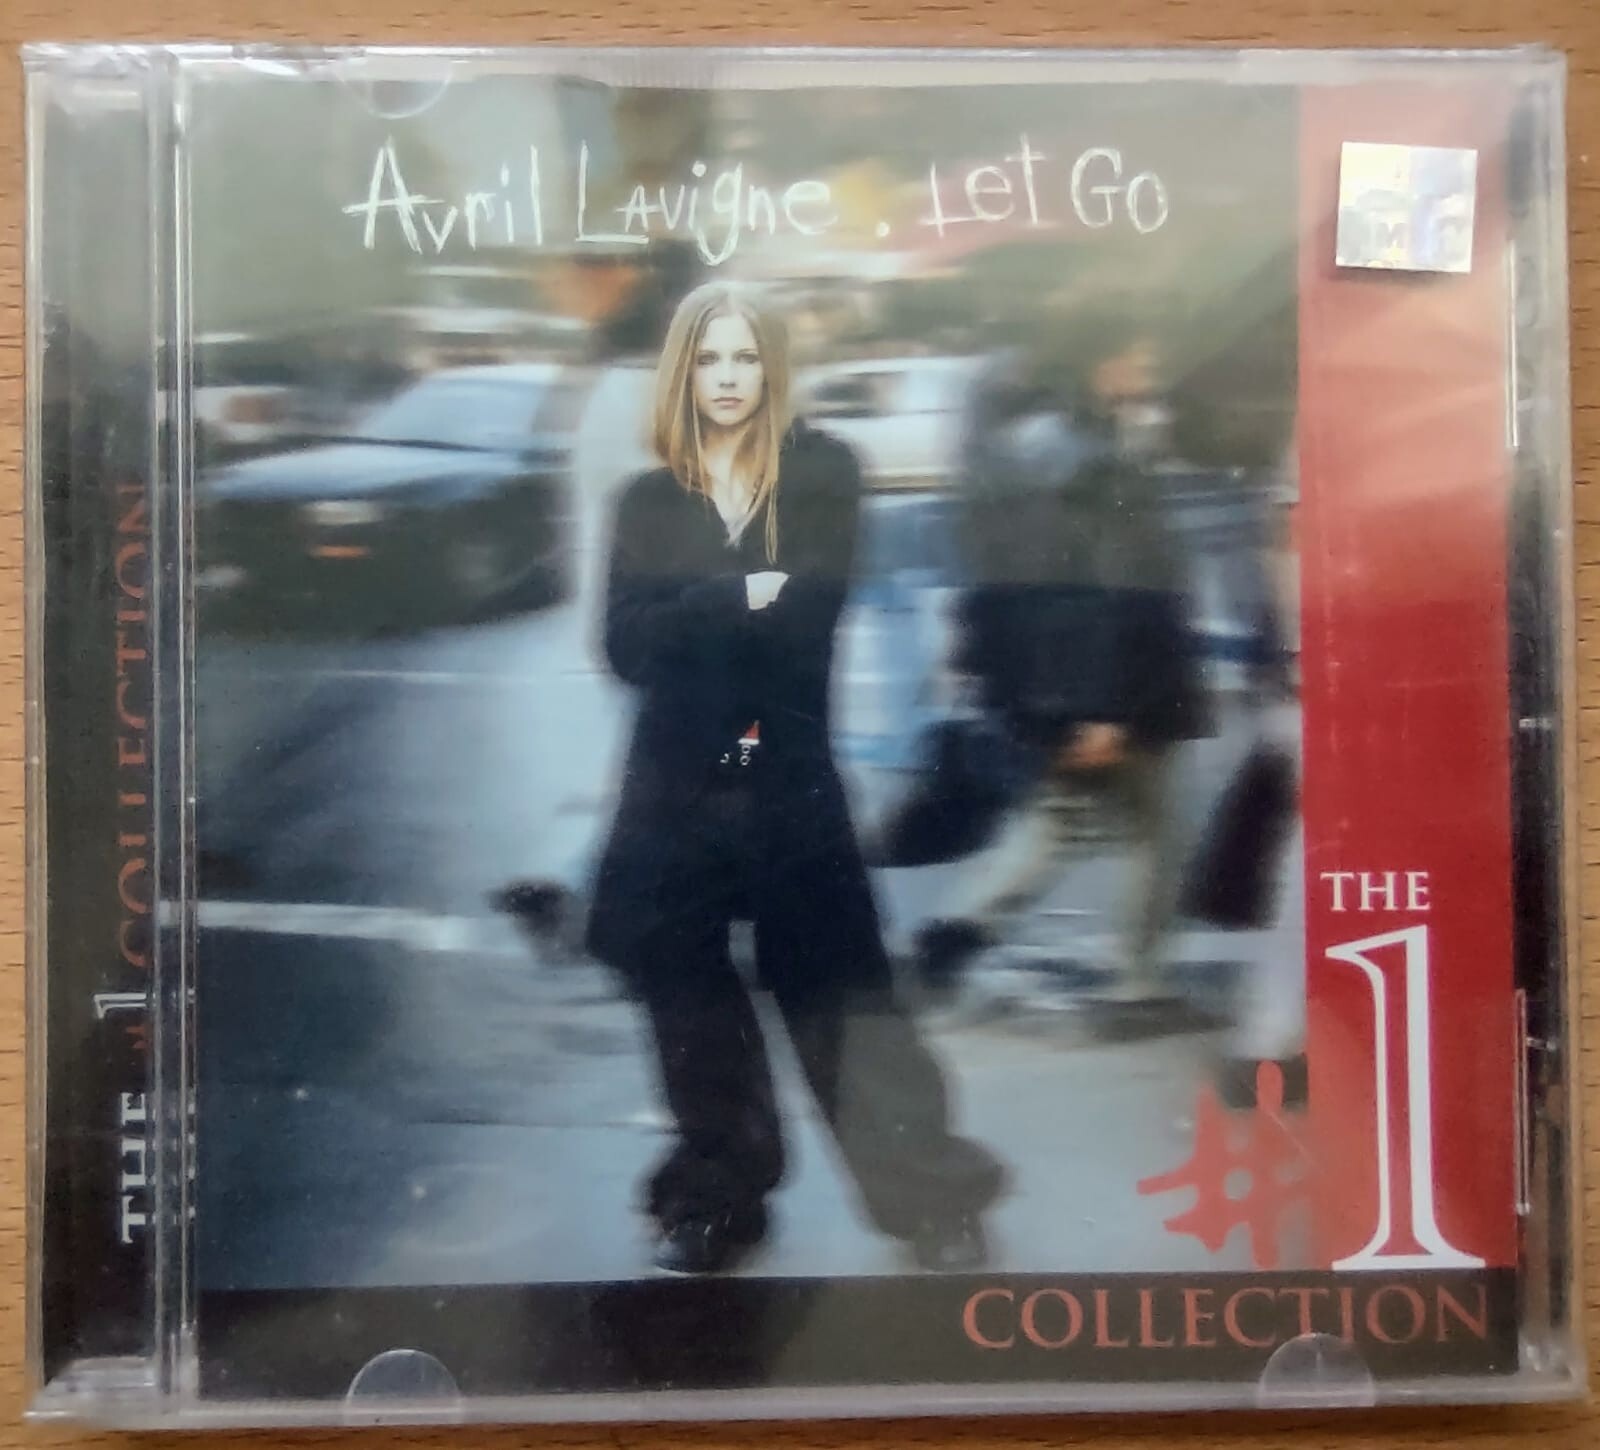 Avril Lavigne . Let Go
THE
#1
COLLECTION
THE #1 COLLECTION